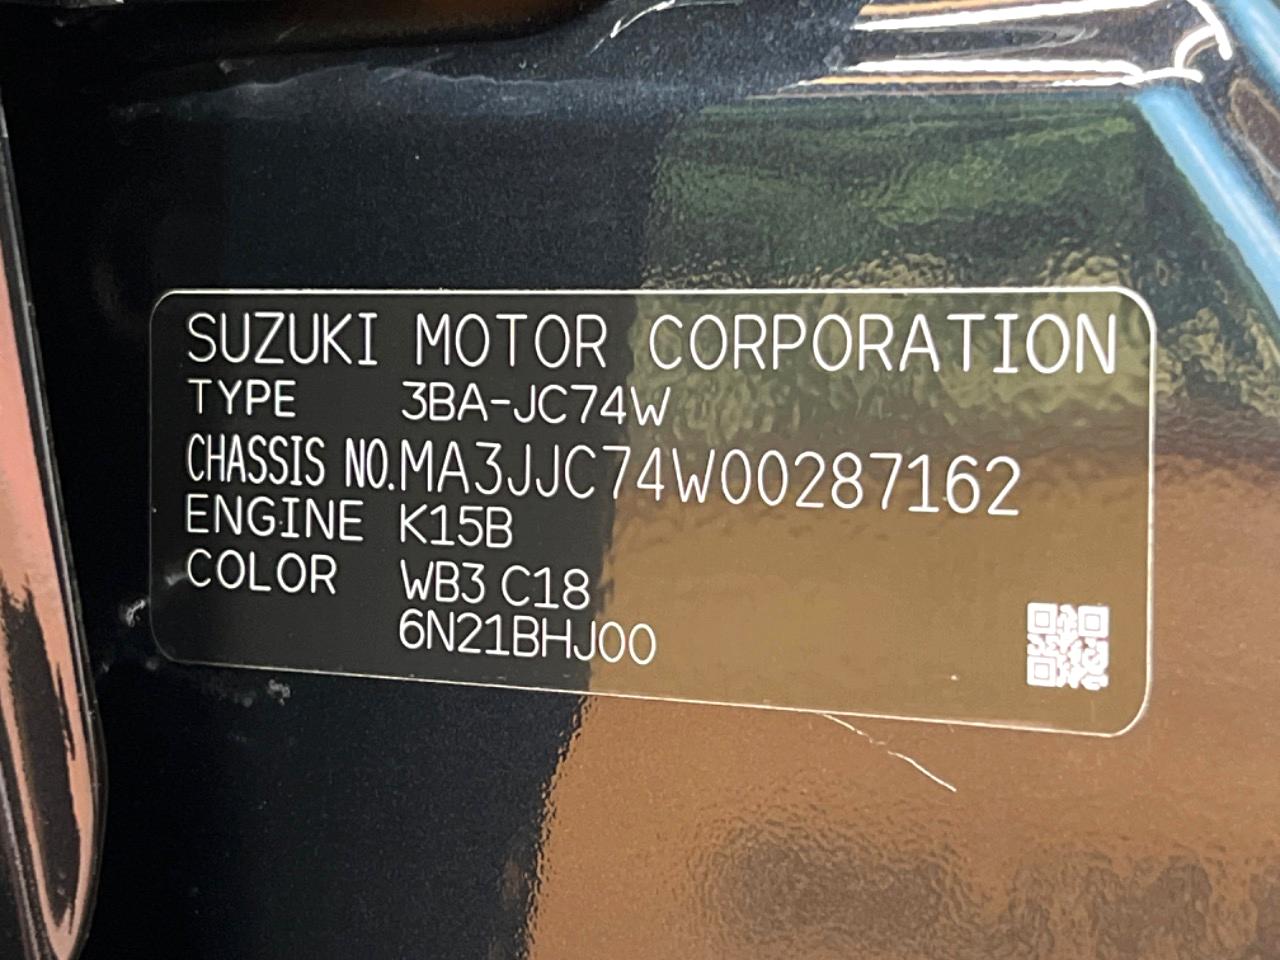 SUZUKI MOTOR CORPORATION
TYPE 3BA-JC74W
CHASSIS NO. MA3JJC74W00287162
ENGINE K15B
COLOR WB3 C18
6N21BHJ00